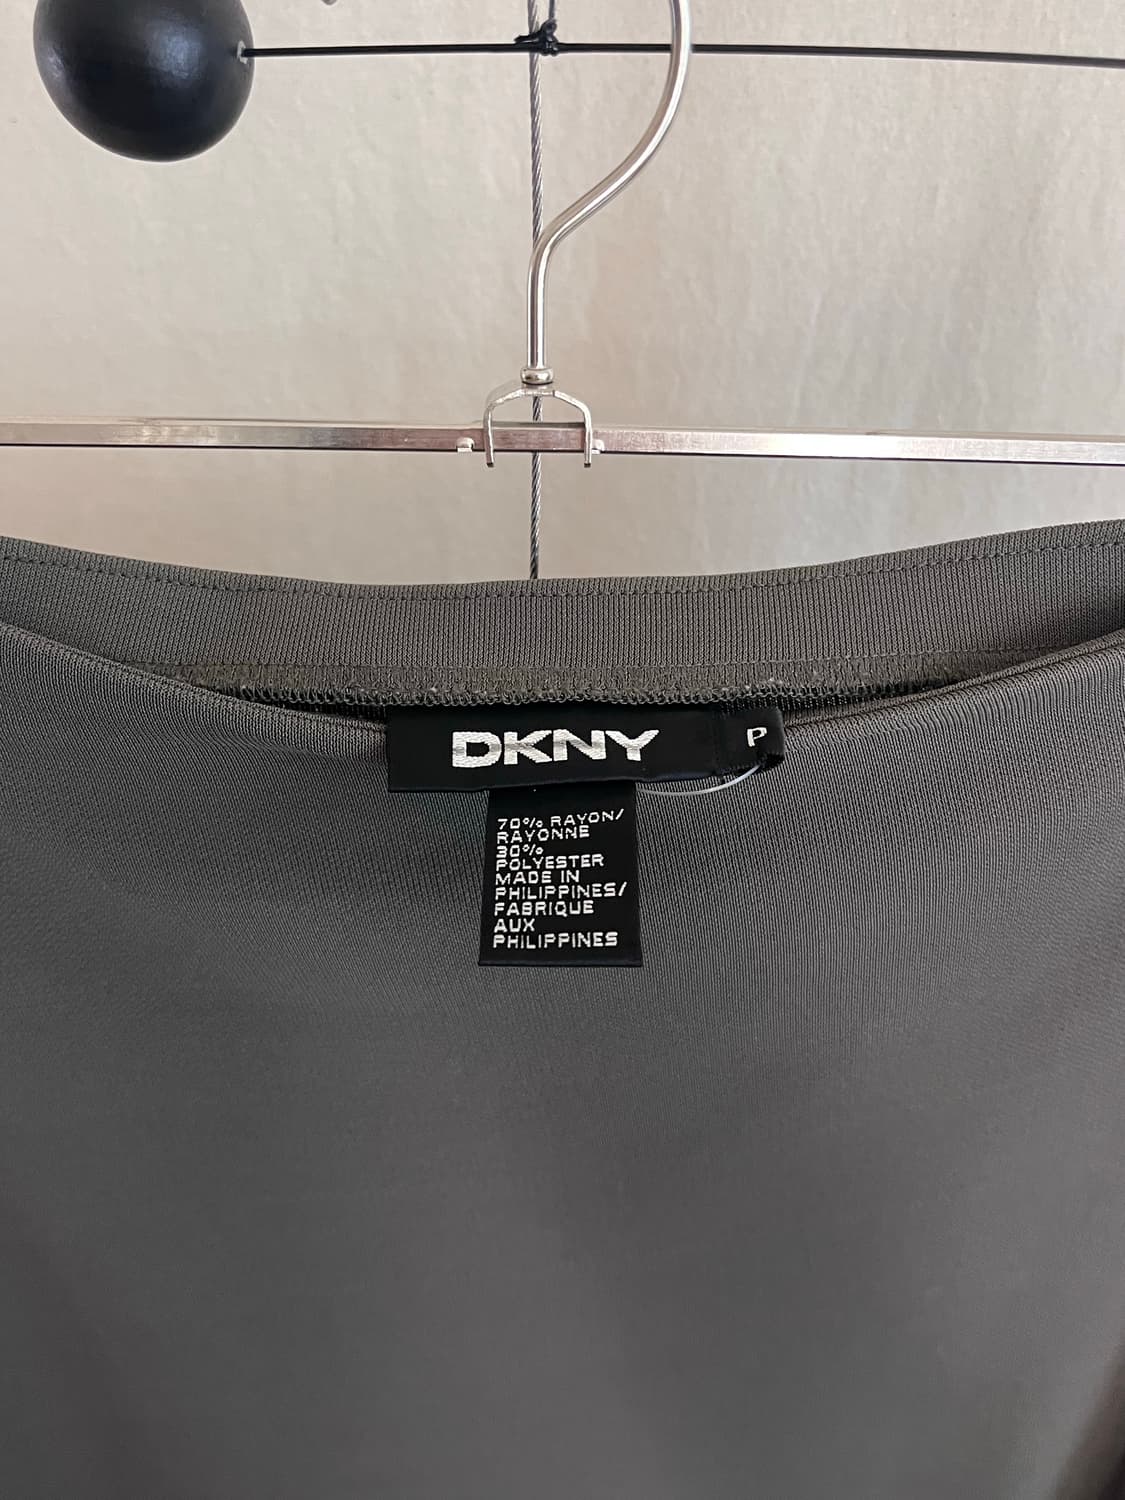 DKNY P
70% RAYON/
RAYONNE
30%
POLYESTER
MADE IN
PHILIPPINES/
FABRIQUE
AUX
PHILIPPINES